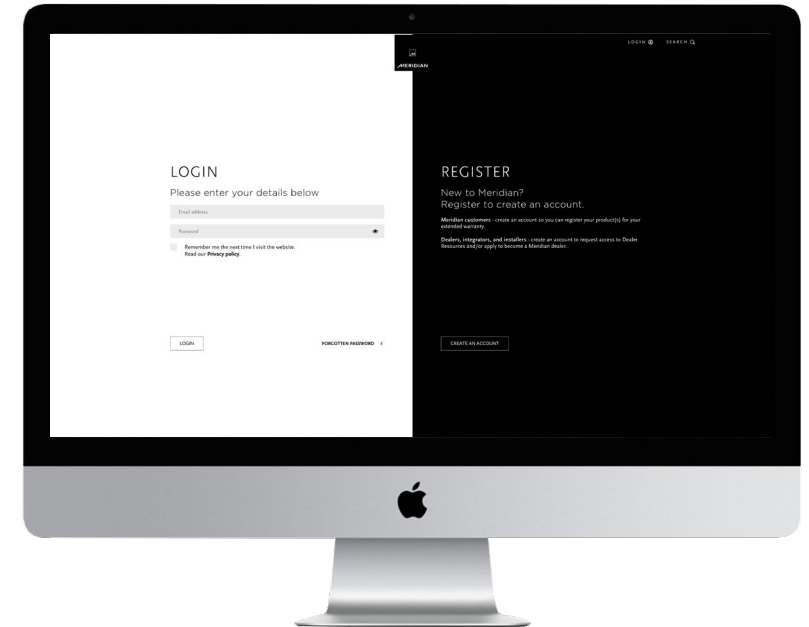 LOGIN SEARCH
MERIDIAN
LOGIN
Please enter your details below
Email address
Password
Remember me the next time I visit the website.
Read our Privacy policy.
LOGIN
FORGOTTEN PASSWORD >
REGISTER
New to Meridian?
Register to create an account.
Meridian customers - create an account so you can register your product(s) for your
extended warranty.
Dealers, integrators, and installers - create an account to request access to Dealer
Resources and/or apply to become a Meridian dealer.
CREATE AN ACCOUNT